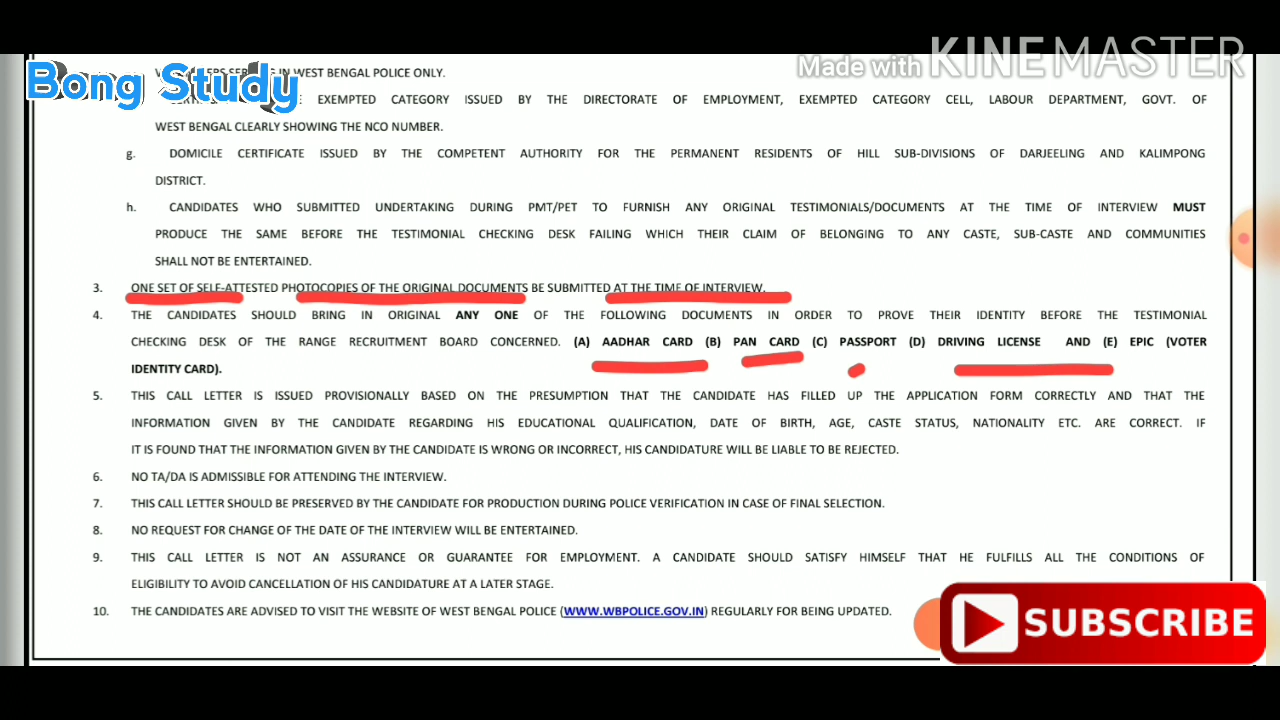 Bong Study
Made with KINEMASTER
IN WEST BENGAL POLICE ONLY.
EXEMPTED CATEGORY ISSUED BY THE DIRECTORATE OF EMPLOYMENT, EXEMPTED CATEGORY CELL, LABOUR DEPARTMENT, GOVT. OF
WEST BENGAL CLEARLY SHOWING THE NCO NUMBER.
g. DOMICILE CERTIFICATE ISSUED BY THE COMPETENT AUTHORITY FOR THE PERMANENT RESIDENTS OF HILL SUB-DIVISIONS OF DARJEELING AND KALIMPONG
DISTRICT.
h. CANDIDATES WHO SUBMITTED UNDERTAKING DURING PMT/PET TO FURNISH ANY ORIGINAL TESTIMONIALS/DOCUMENTS AT THE TIME OF INTERVIEW MUST
PRODUCE THE SAME BEFORE THE TESTIMONIAL CHECKING DESK FAILING WHICH THEIR CLAIM OF BELONGING TO ANY CASTE, SUB-CASTE AND COMMUNITIES
SHALL NOT BE ENTERTAINED.
3. ONE SET OF SELF-ATTESTED PHOTOCOPIES OF THE ORIGINAL DOCUMENTS BE SUBMITTED AT THE TIME OF INTERVIEW.
4. THE CANDIDATES SHOULD BRING IN ORIGINAL ANY ONE OF THE FOLLOWING DOCUMENTS IN ORDER TO PROVE THEIR IDENTITY BEFORE THE TESTIMONIAL
CHECKING DESK OF THE RANGE RECRUITMENT BOARD CONCERNED. (A) AADHAR CARD (B) PAN CARD (C) PASSPORT (D) DRIVING LICENSE AND (E) EPIC (VOTER
IDENTITY CARD).
5. THIS CALL LETTER IS ISSUED PROVISIONALLY BASED ON THE PRESUMPTION THAT THE CANDIDATE HAS FILLED UP THE APPLICATION FORM CORRECTLY AND THAT THE
INFORMATION GIVEN BY THE CANDIDATE REGARDING HIS EDUCATIONAL QUALIFICATION, DATE OF BIRTH, AGE, CASTE STATUS, NATIONALITY ETC. ARE CORRECT. IF
IT IS FOUND THAT THE INFORMATION GIVEN BY THE CANDIDATE IS WRONG OR INCORRECT, HIS CANDIDATURE WILL BE LIABLE TO BE REJECTED.
6. NO TA/DA IS ADMISSIBLE FOR ATTENDING THE INTERVIEW.
7. THIS CALL LETTER SHOULD BE PRESERVED BY THE CANDIDATE FOR PRODUCTION DURING POLICE VERIFICATION IN CASE OF FINAL SELECTION.
8. NO REQUEST FOR CHANGE OF THE DATE OF THE INTERVIEW WILL BE ENTERTAINED.
9. THIS CALL LETTER IS NOT AN ASSURANCE OR GUARANTEE FOR EMPLOYMENT. A CANDIDATE SHOULD SATISFY HIMSELF THAT HE FULFILLS ALL THE CONDITIONS OF
ELIGIBILITY TO AVOID CANCELLATION OF HIS CANDIDATURE AT A LATER STAGE.
10. THE CANDIDATES ARE ADVISED TO VISIT THE WEBSITE OF WEST BENGAL POLICE (WWW.WBPOLICE.GOV.IN) REGULARLY FOR BEING UPDATED.
SUBSCRIBE